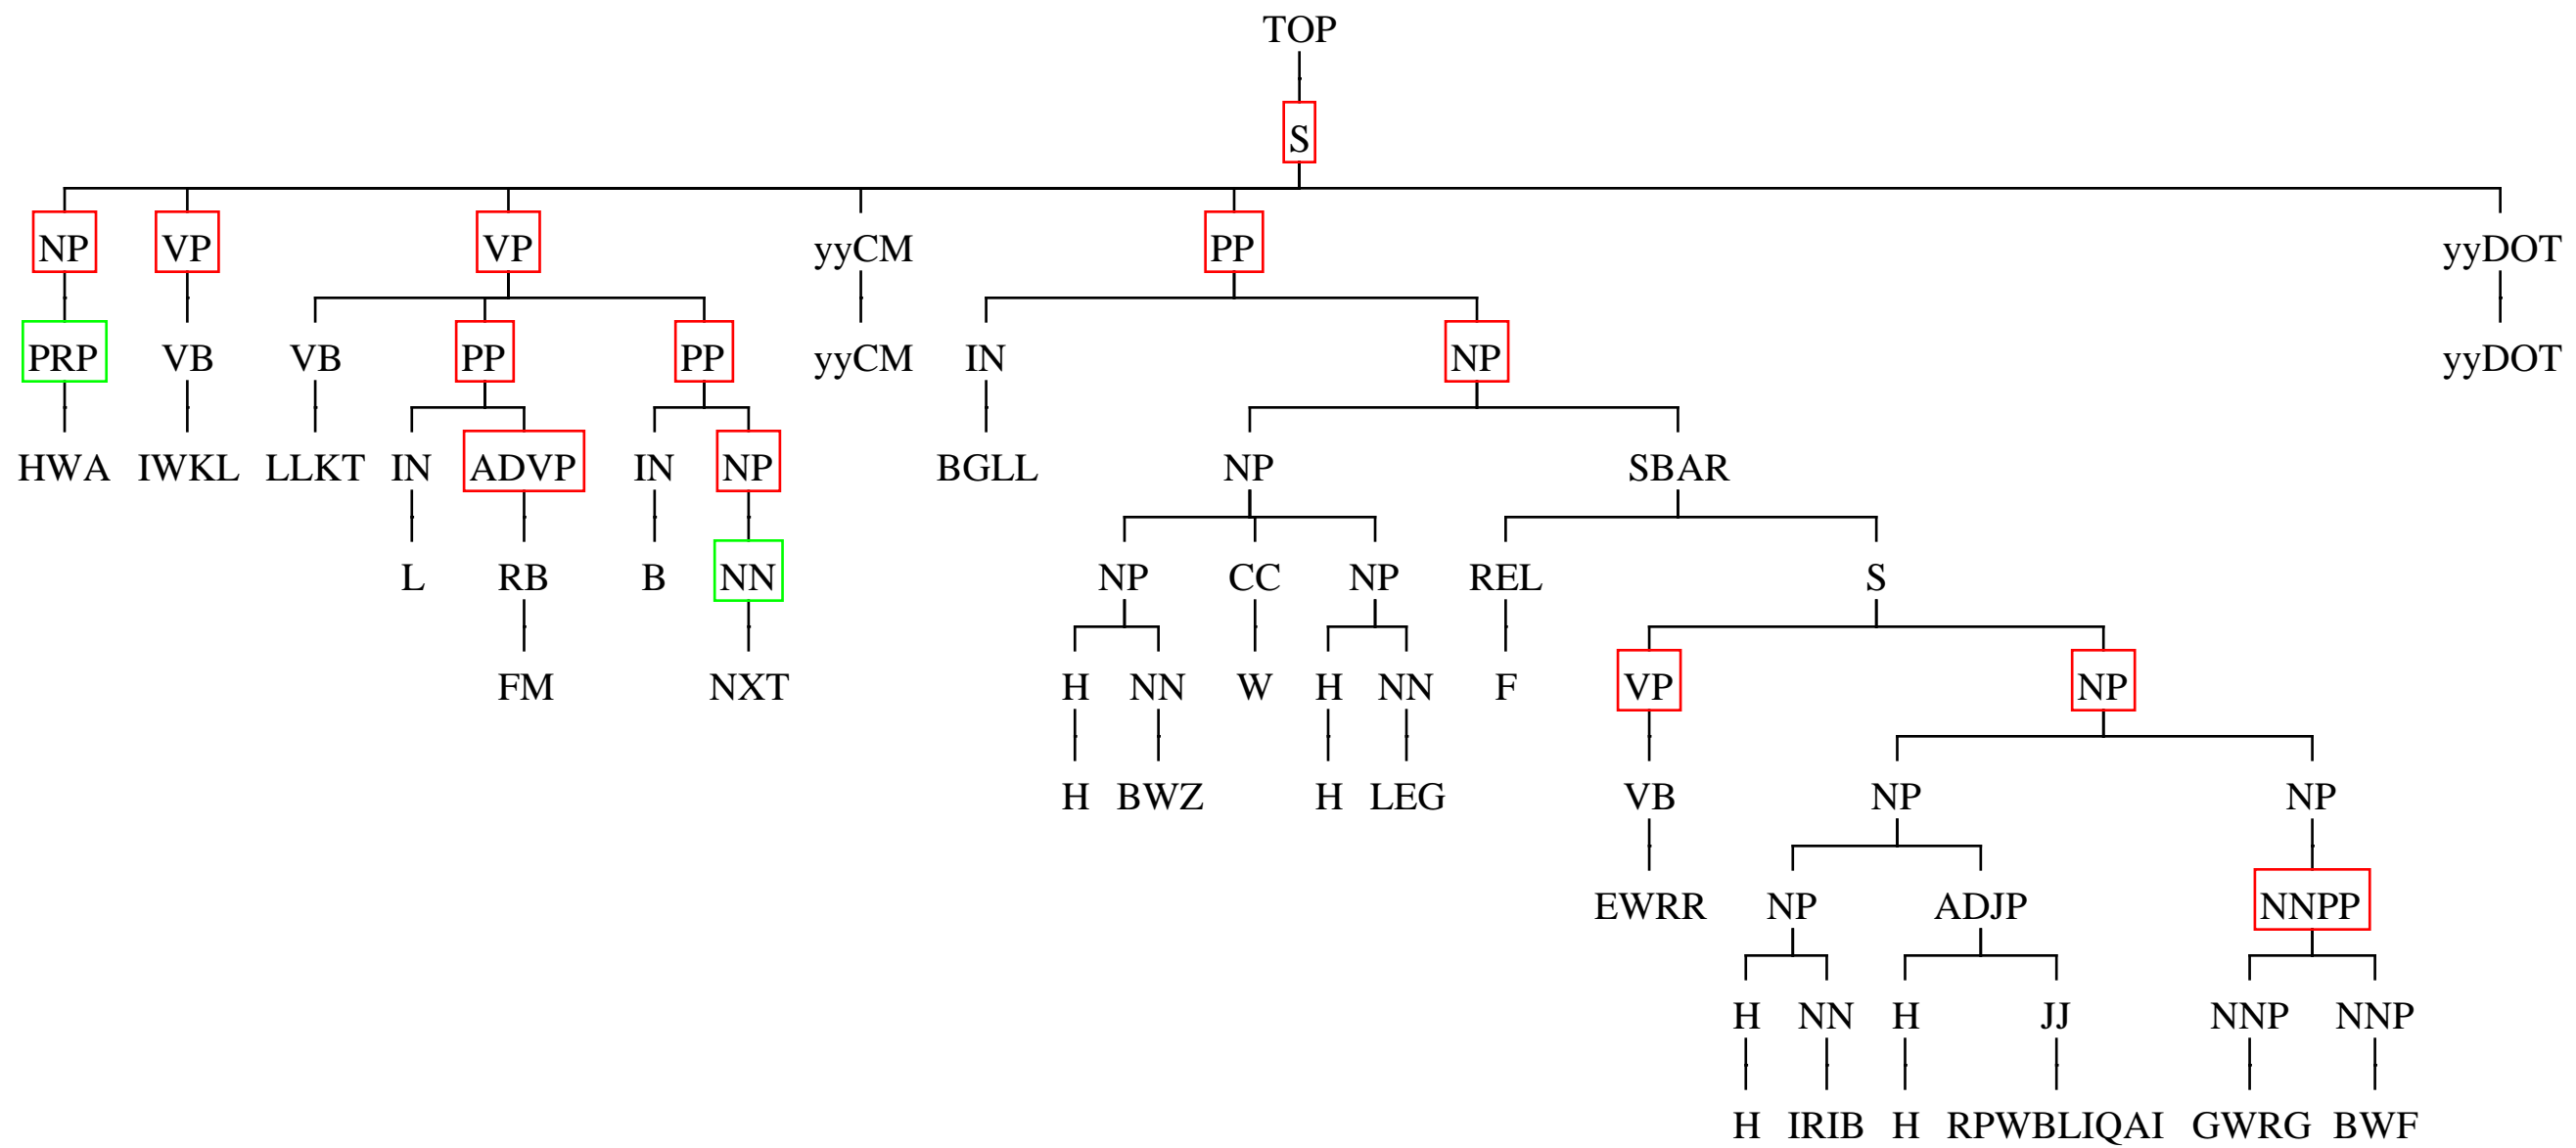 TOP
S
NP VP VP yyCM PP yyDOT
PRP VB VB PP PP yyCM IN NP yyDOT
HWA IWKL LLKT IN ADVP IN NP BGLL NP SBAR
L RB B NN NP CC NP REL S
FM NXT H NN W H NN F VP NP
H BWZ H LEG VB NP NP
EWRR NP ADJP NNPP
H NN H JJ NNP NNP
H IRIB H RPWBLIQAI GWRG BWF